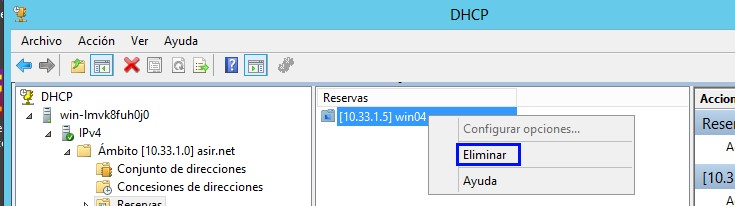 DHCP
Archivo Acción Ver Ayuda
DHCP
win-lmvk8fuh0j0
IPv4
Ámbito [10.33.1.0] asir.net
Conjunto de direcciones
Concesiones de direcciones
Reservas
Reservas
[10.33.1.5] win04
Configurar opciones...
Eliminar
Ayuda
Accion
Reser
A
[10.3
A